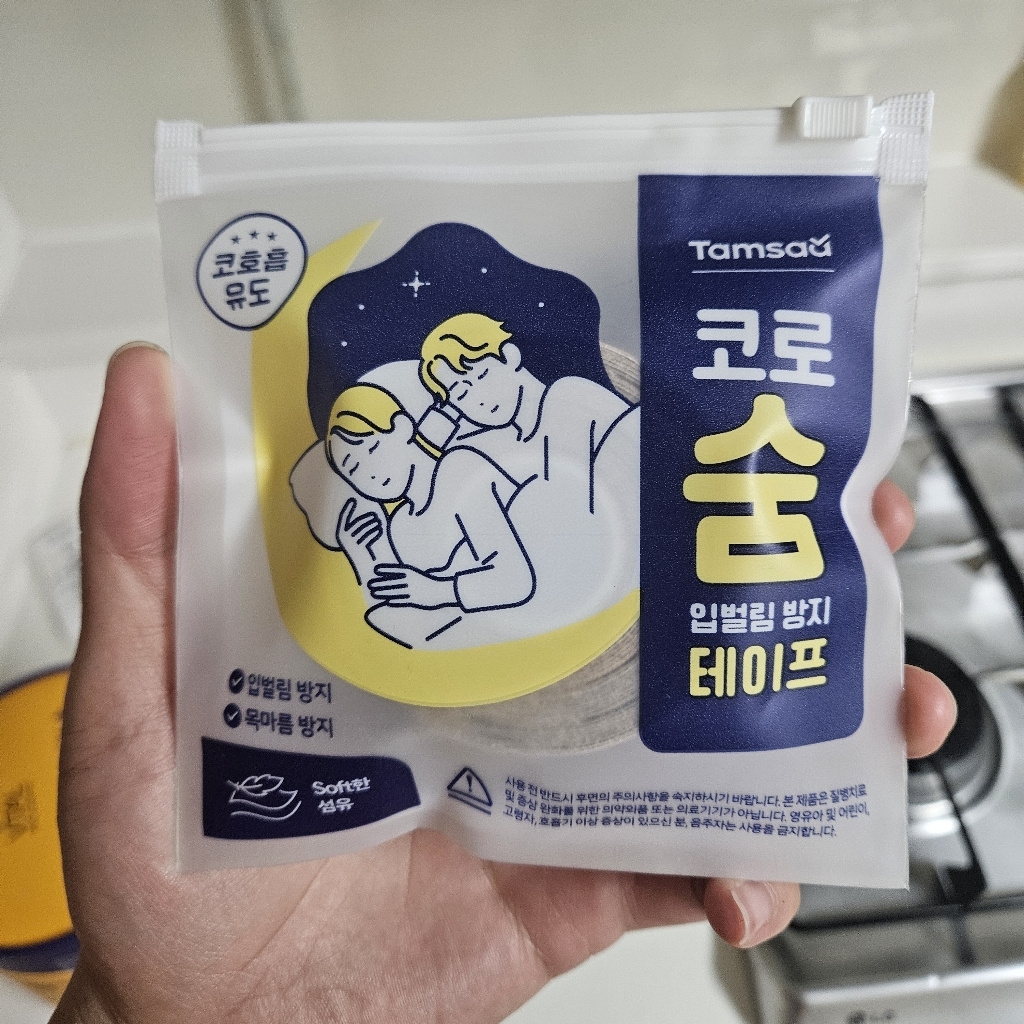 코호흡
유도
Tamsaa
코로
숨
입벌림 방지
테이프
입벌림 방지
목마름 방지
Soft한
섬유
사용 전 반드시 후면의 주의사항을 숙지하시기 바랍니다. 본 제품은 질병치료
및 증상 완화를 위한 의약외품 또는 의료기기가 아닙니다. 영유아 및 어린이,
고령자, 호흡기 이상 증상이 있으신 분, 음주자는 사용을 금지합니다.
LG